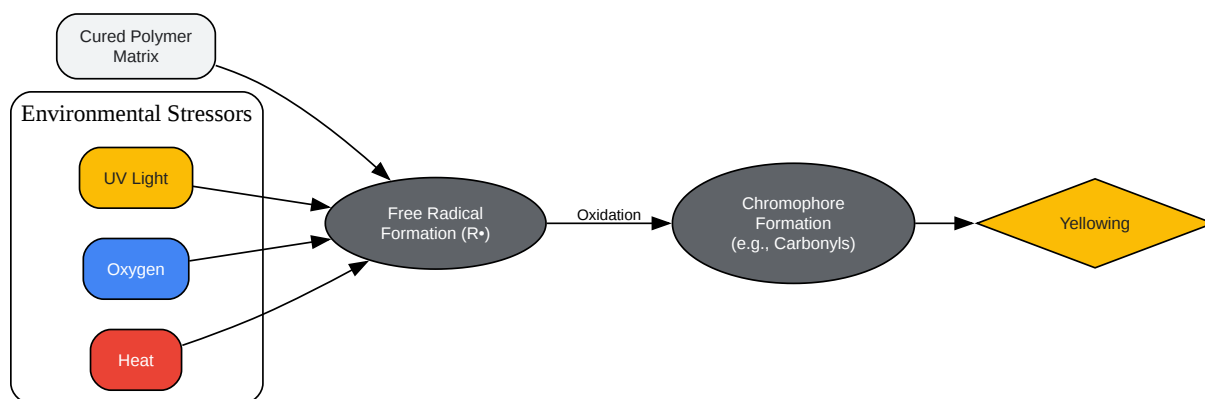 Cured Polymer
Matrix
Environmental Stressors
UV Light
Oxygen
Heat
Free Radical
Formation (R•)
Oxidation
Chromophore
Formation
(e.g., Carbonyls)
Yellowing